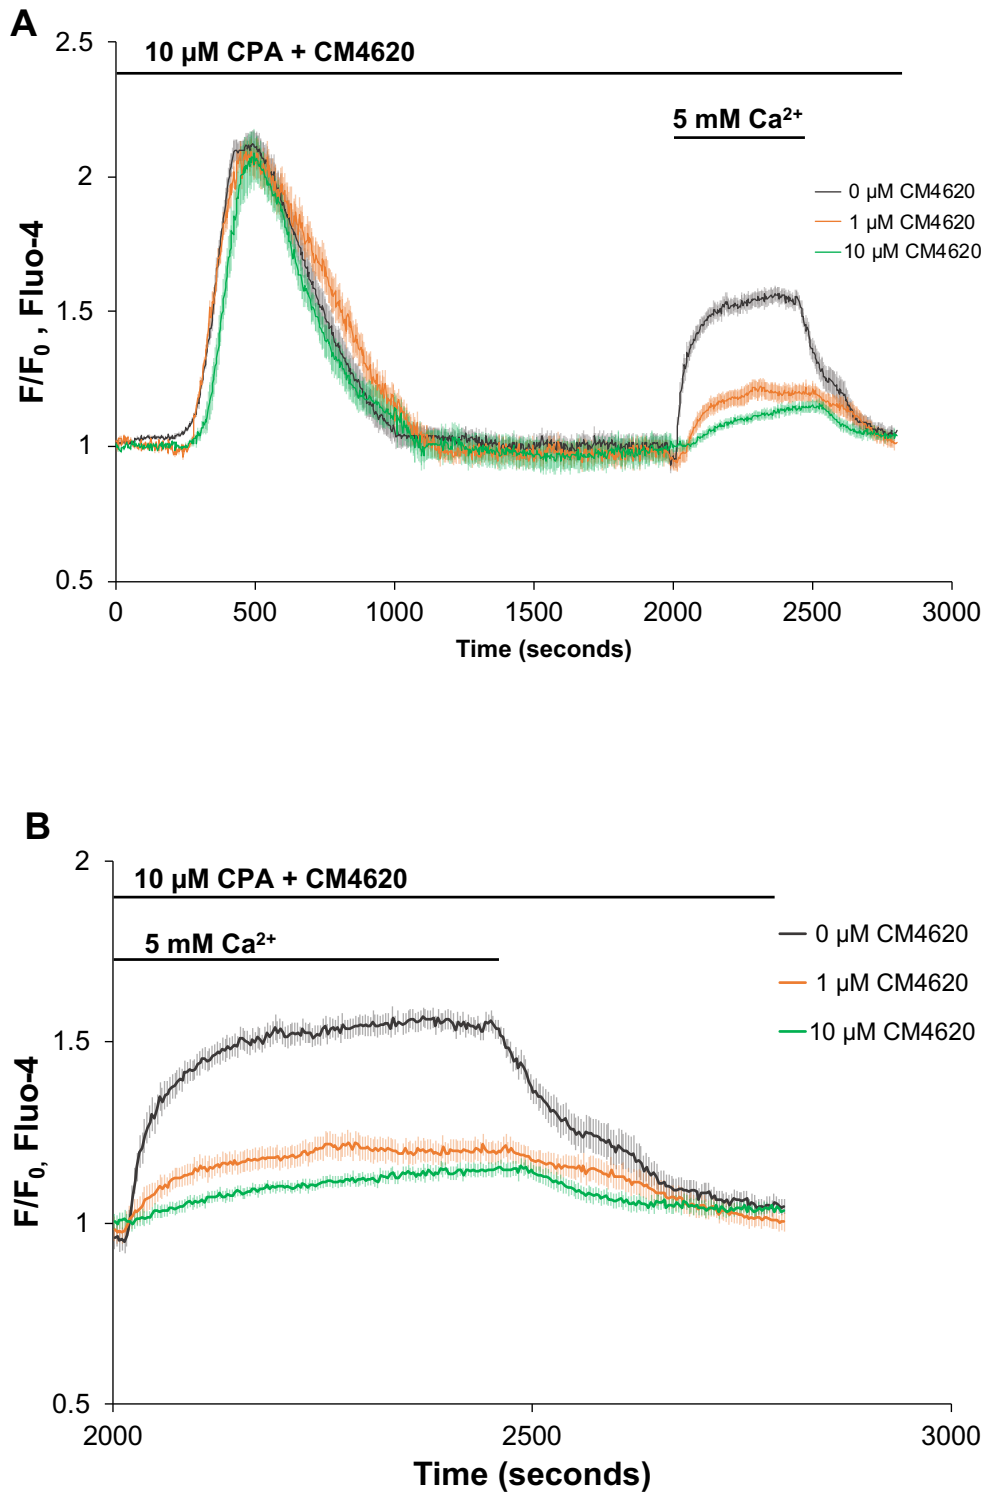 A
2.5
10 µM CPA + CM4620
5 mM Ca²⁺
2
0 µM CM4620
1 µM CM4620
10 µM CM4620
F/F₀ , Fluo-4
1.5
1
0.5
0 500 1000 1500 2000 2500 3000
Time (seconds)
B
2
10 µM CPA + CM4620
0 µM CM4620
5 mM Ca²⁺
1 µM CM4620
10 µM CM4620
1.5
F/F₀, Fluo-4
1
0.5
2000 2500 3000
Time (seconds)